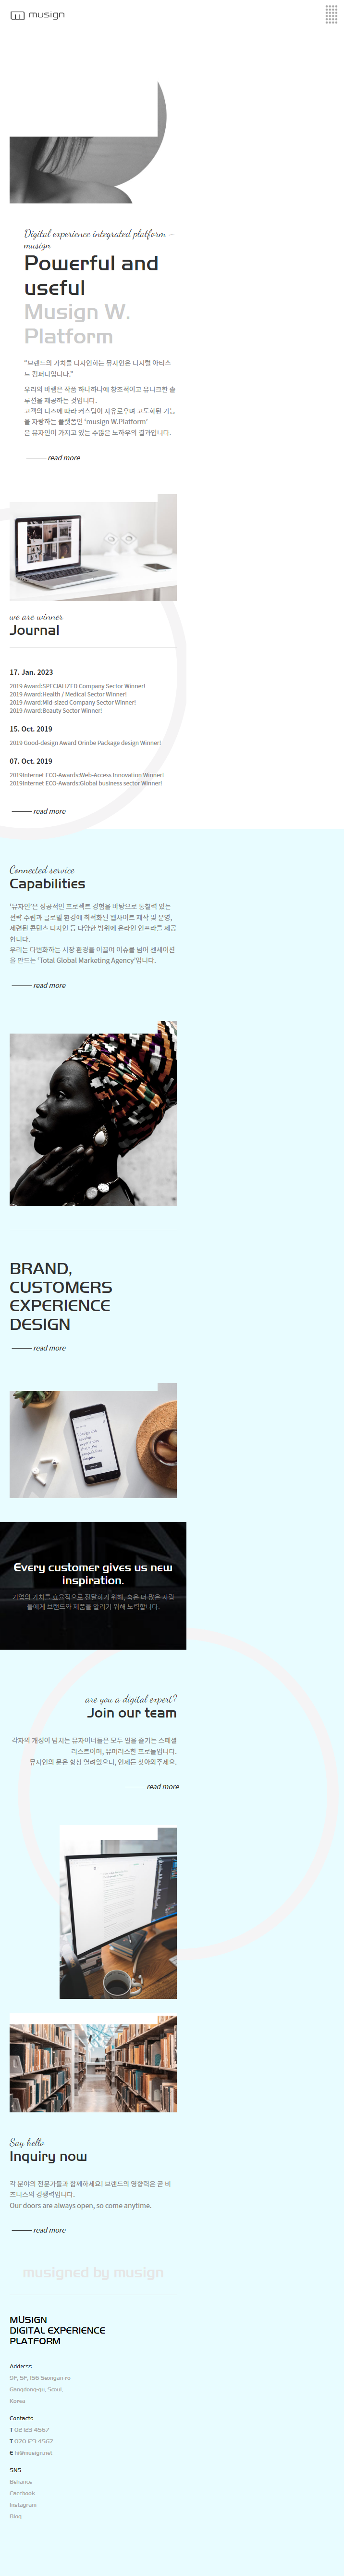 musign
Digital experience integrated platform –
musign
Powerful and
useful
Musign W.
Platform
"브랜드의 가치를 디자인하는 뮤자인은 디지털 아티스
트 컴퍼니입니다."
우리의 바램은 작품 하나하나에 창조적이고 유니크한 솔
루션을 제공하는 것입니다.
고객의 니즈에 따라 커스텀이 자유로우며 고도화된 기능
을 자랑하는 플랫폼인 'musign W.Platform'
은 뮤자인이 가지고 있는 수많은 노하우의 결과입니다.
read more
we are winner
Journal
17. Jan. 2023
2019 Award:SPECIALIZED Company Sector Winner!
2019 Award:Health / Medical Sector Winner!
2019 Award:Mid-sized Company Sector Winner!
2019 Award:Beauty Sector Winner!
15. Oct. 2019
2019 Good-design Award Orinbe Package design Winner!
07. Oct. 2019
2019Internet ECO-Awards:Web-Access Innovation Winner!
2019Internet ECO-Awards:Global business sector Winner!
read more
Connected service
Capabilities
'뮤자인'은 성공적인 프로젝트 경험을 바탕으로 통찰력 있는
전략 수립과 글로벌 환경에 최적화된 웹사이트 제작 및 운영,
세련된 콘텐츠 디자인 등 다양한 범위에 온라인 인프라를 제공
합니다.
우리는 다변화하는 시장 환경을 이끌며 이슈를 넘어 센세이션
을 만드는 'Total Global Marketing Agency'입니다.
read more
BRAND,
CUSTOMERS
EXPERIENCE
DESIGN
read more
Every customer gives us new
inspiration.
기업의 가치를 효율적으로 전달하기 위해, 혹은 더 많은 사람
들에게 브랜드와 제품을 알리기 위해 노력합니다.
are you a digital expert?
Join our team
각자의 개성이 넘치는 뮤자이너들은 모두 일을 즐기는 스페셜
리스트이며, 유머러스한 프로들입니다.
뮤자인의 문은 항상 열려있으니, 언제든 찾아와주세요.
read more
Say hello
Inquiry now
각 분야의 전문가들과 함께하세요! 브랜드의 영향력은 곧 비
즈니스의 경쟁력입니다.
Our doors are always open, so come anytime.
read more
musigned by musign
MUSIGN
DIGITAL EXPERIENCE
PLATFORM
Address
9F, 5F, 156 Seongan-ro
Gangdong-gu, Seoul,
Korea
Contacts
T 02 123 4567
T 070 123 4567
E hi@musign.net
SNS
Behance
Facebook
Instagram
Blog